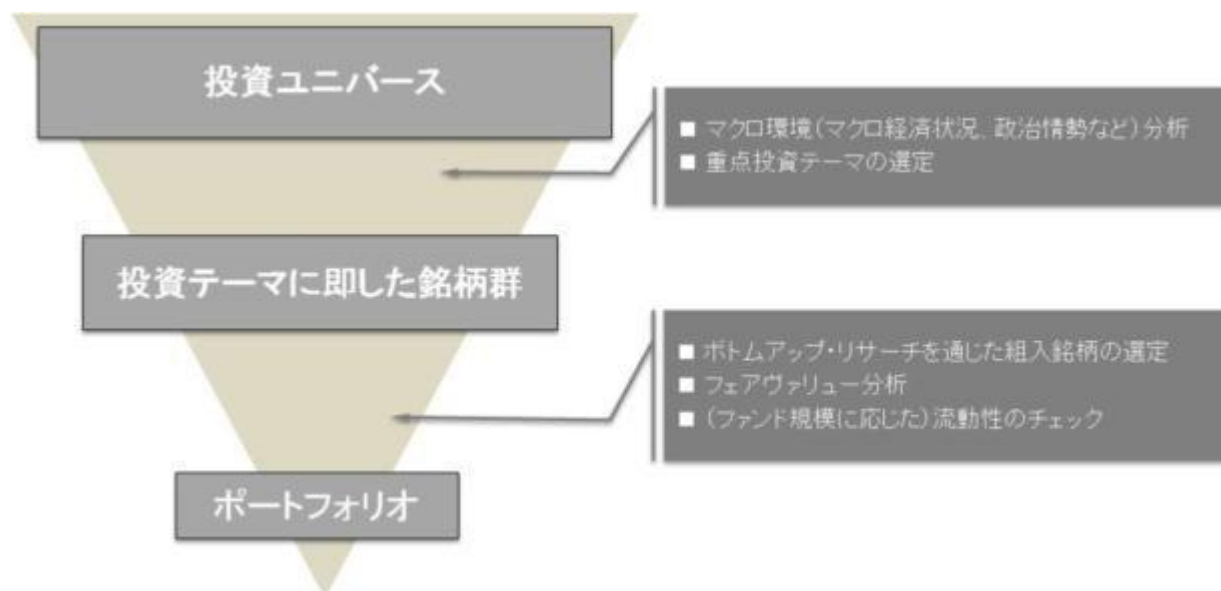 投資ユニバース
■ マクロ環境(マクロ経済状況、政治情勢など)分析
■ 重点投資テーマの選定
投資テーマに即した銘柄群
■ ボトムアップ・リサーチを通じた組入銘柄の選定
■ フェアヴァリュー分析
■ (ファンド規模に応じた)流動性のチェック
ポートフォリオ